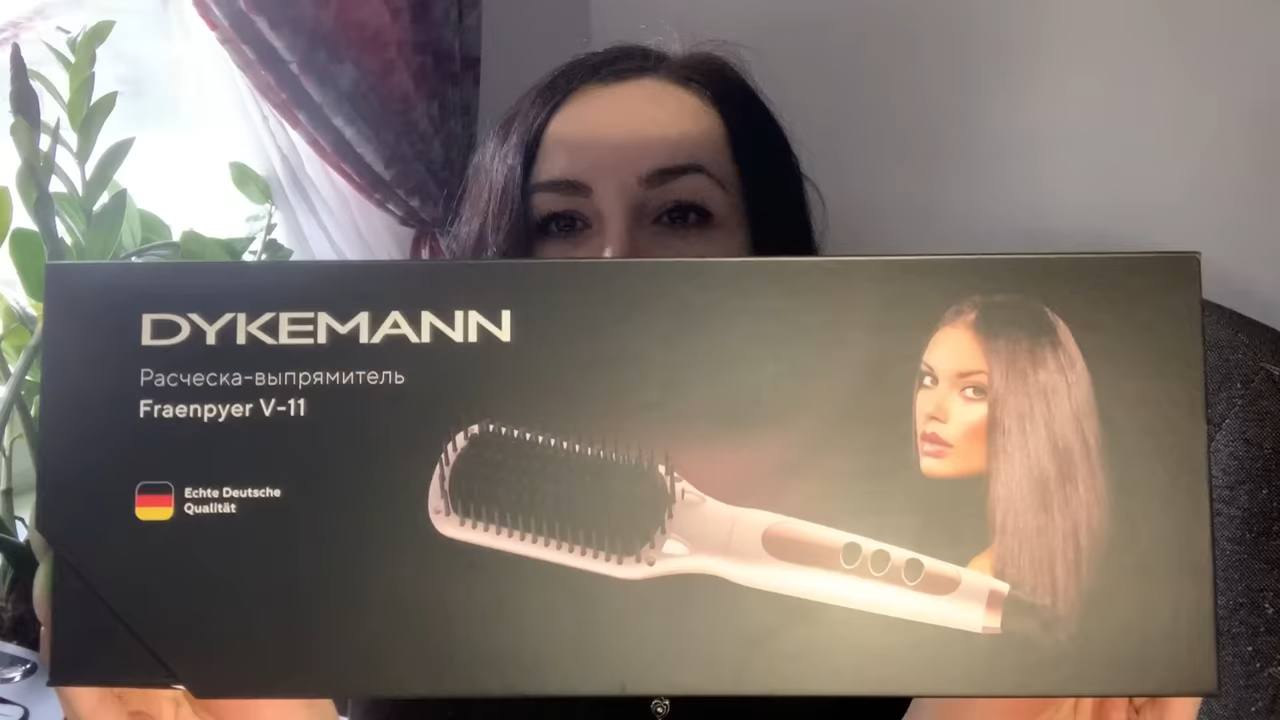 DYKEMANN
Расческа-выпрямитель
Fraenpyer V-11
Echte Deutsche
Qualität